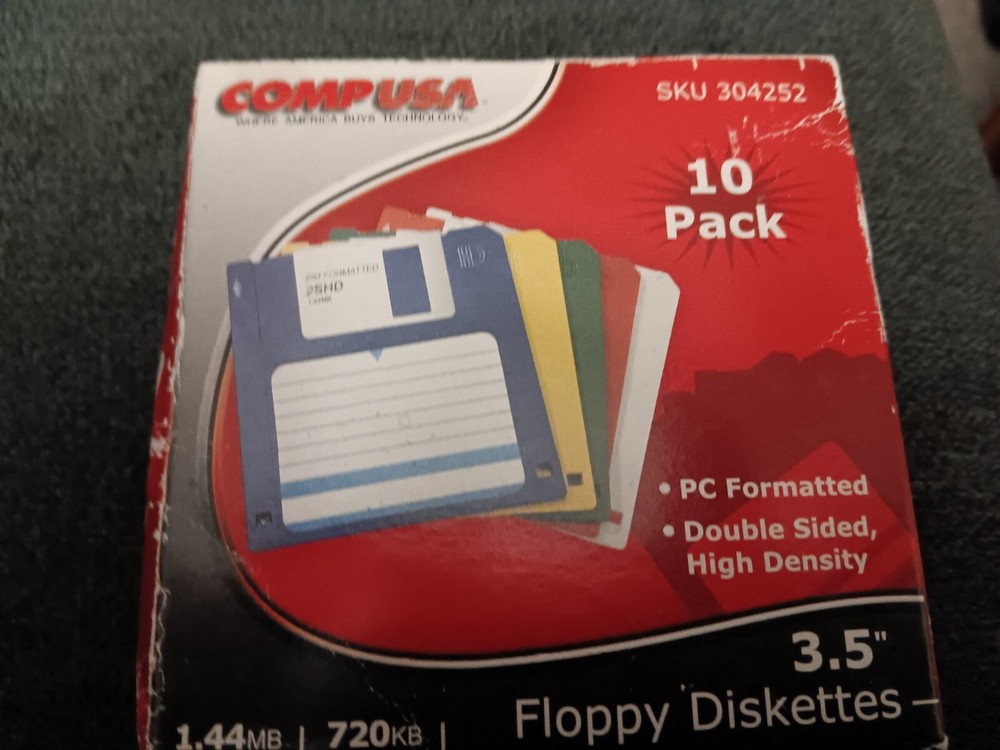 COMPUSA
WHERE AMERICA BUYS TECHNOLOGY
SKU 304252
10
Pack
FORMATTED
2SHD
• PC Formatted
• Double Sided,
High Density
3.5"
Floppy Diskettes
1.44MB | 720KB |